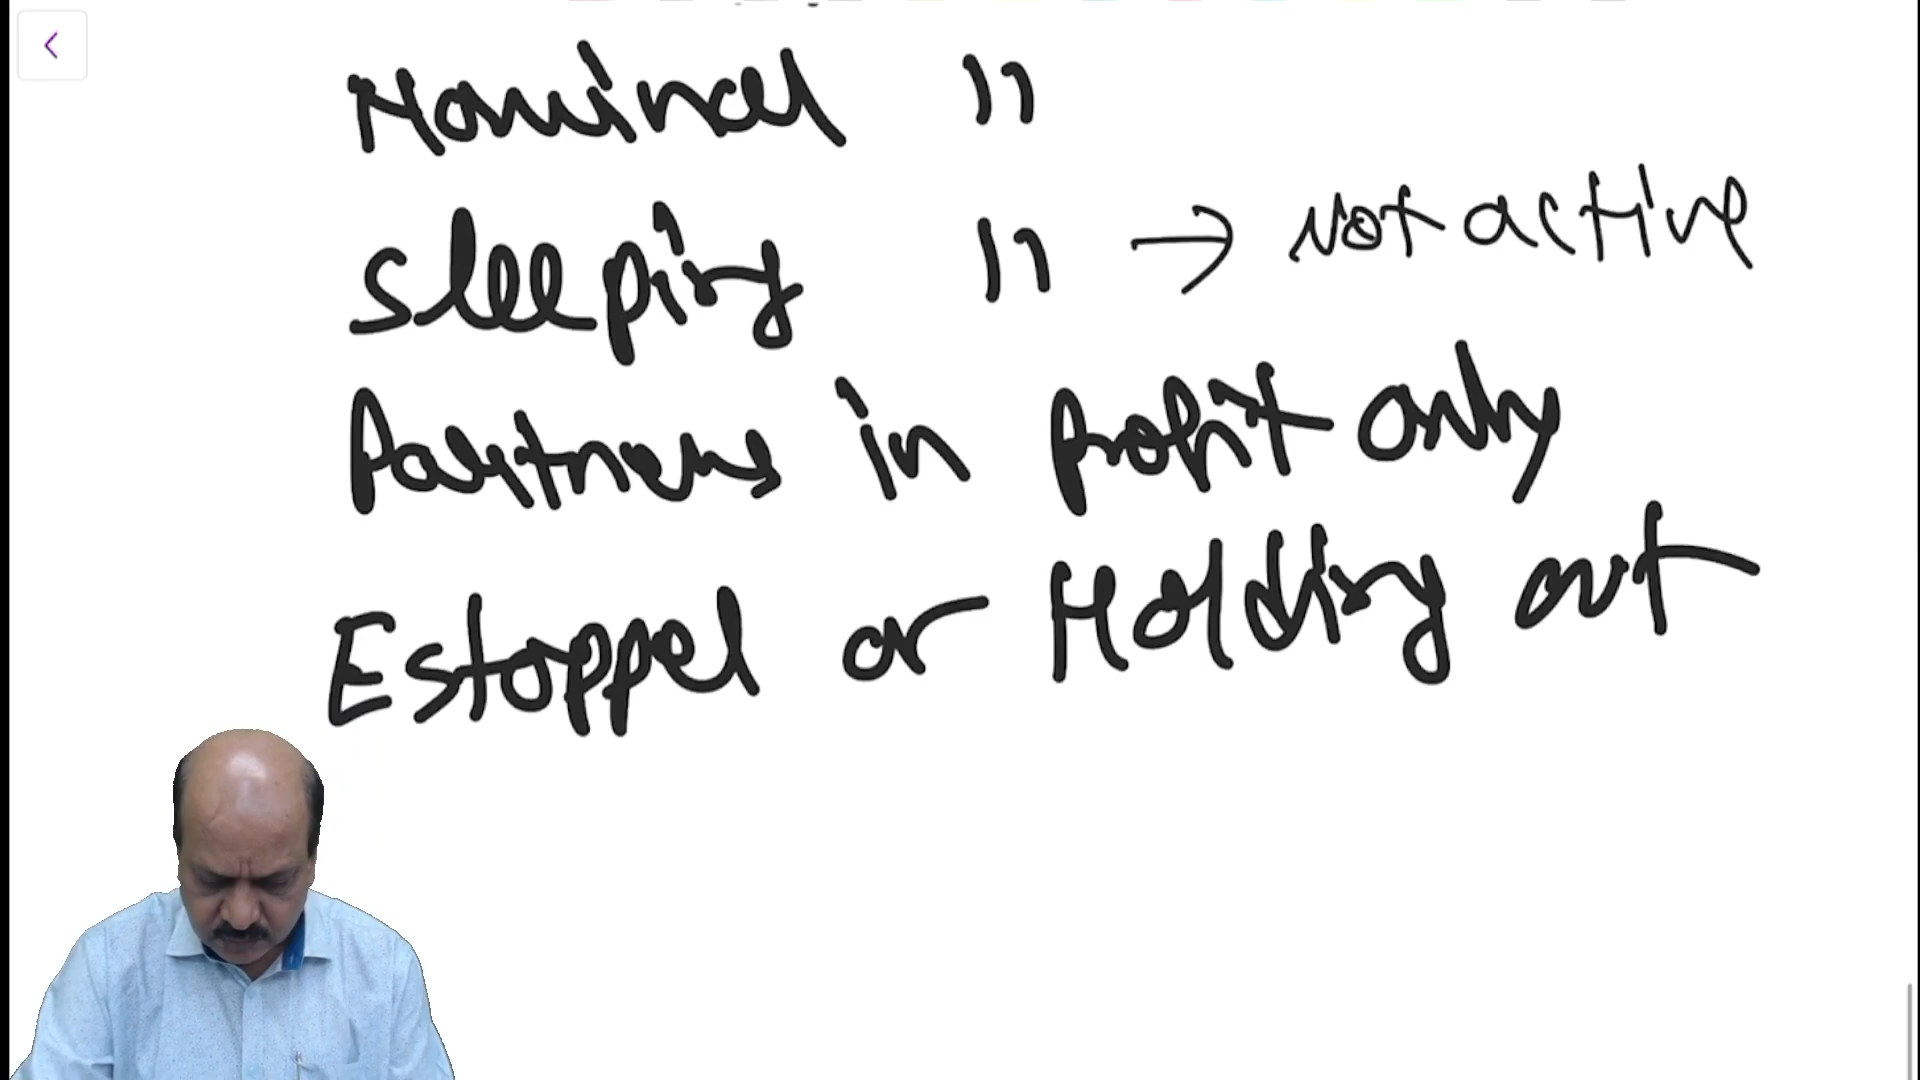 Nominal "
Sleeping " → Not active
Partners in profit only
Estoppel or Holding out